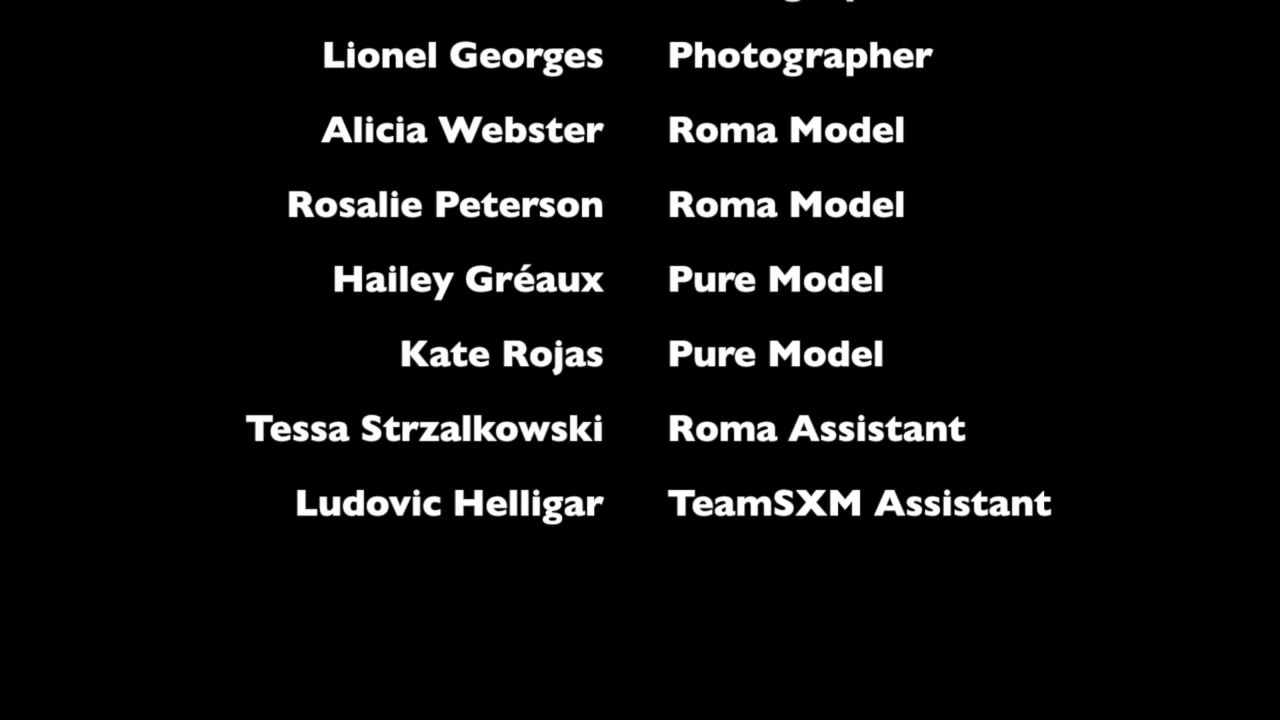 Lionel Georges Photographer
Alicia Webster Roma Model
Rosalie Peterson Roma Model
Hailey Gréaux Pure Model
Kate Rojas Pure Model
Tessa Strzalkowski Roma Assistant
Ludovic Helligar TeamSXM Assistant